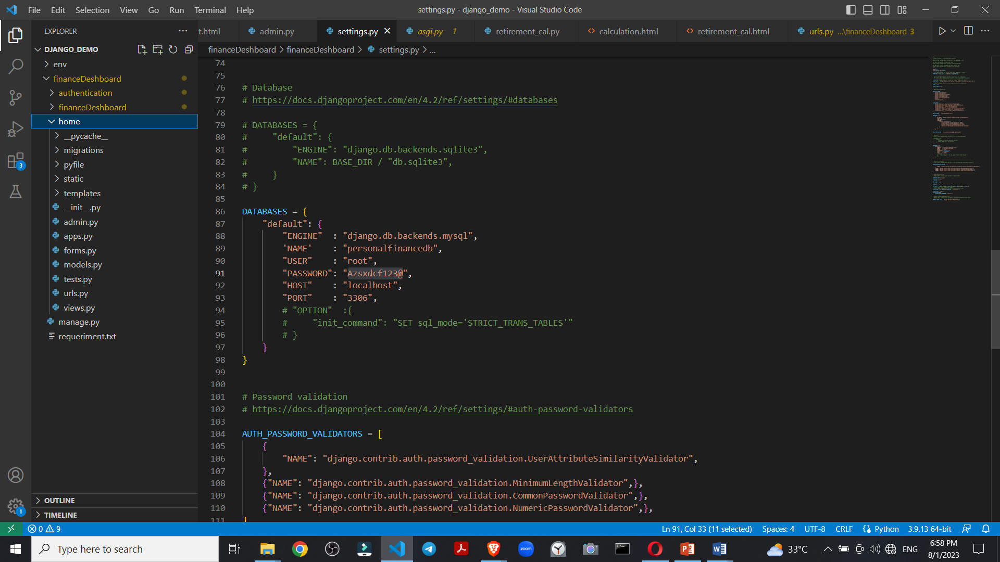 File Edit Selection View Go Run Terminal Help
settings.py - django_demo - Visual Studio Code
EXPLORER
t.html
admin.py
settings.py
asgi.py 1
retirement_cal.py
calculation.html
retirement_cal.html
urls.py ...\financeDeshboard 3
DJANGO_DEMO
financeDeshboard > financeDeshboard > settings.py > ...
env
financeDeshboard
authentication
financeDeshboard
home
__pycache__
migrations
pyfile
static
templates
__init__.py
admin.py
apps.py
forms.py
models.py
tests.py
urls.py
views.py
manage.py
requeriment.txt
OUTLINE
TIMELINE
74
75
76 # Database
77 # https://docs.djangoproject.com/en/4.2/ref/settings/#databases
78
79 # DATABASES = {
80 #     "default": {
81 #         "ENGINE": "django.db.backends.sqlite3",
82 #         "NAME": BASE_DIR / "db.sqlite3",
83 #     }
84 # }
85
86 DATABASES = {
87     "default": {
88         "ENGINE"  : "django.db.backends.mysql",
89         'NAME'    : "personalfinancedb",
90         "USER"    : "root",
91         "PASSWORD": "Azsxdcf123@",
92         "HOST"    : "localhost",
93         "PORT"    : "3306",
94         # "OPTION"  :{
95         #     "init_command": "SET sql_mode='STRICT_TRANS_TABLES'"
96         # }
97     }
98 }
99
100
101 # Password validation
102 # https://docs.djangoproject.com/en/4.2/ref/settings/#auth-password-validators
103
104 AUTH_PASSWORD_VALIDATORS = [
105     {
106         "NAME": "django.contrib.auth.password_validation.UserAttributeSimilarityValidator",
107     },
108     {"NAME": "django.contrib.auth.password_validation.MinimumLengthValidator",},
109     {"NAME": "django.contrib.auth.password_validation.CommonPasswordValidator",},
110     {"NAME": "django.contrib.auth.password_validation.NumericPasswordValidator",},
111 ]
3
1
0 9
Ln 91, Col 33 (11 selected) Spaces: 4 UTF-8 CRLF Python 3.9.13 64-bit
Type here to search
zoom
33°C
ENG
6:58 PM
8/1/2023